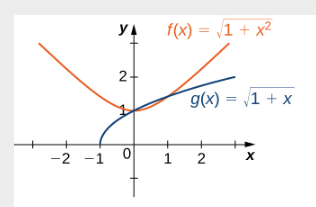 y
f(x) = √1 + x²
2
g(x) = √1 + x
1
−2 −1 0 1 2 x